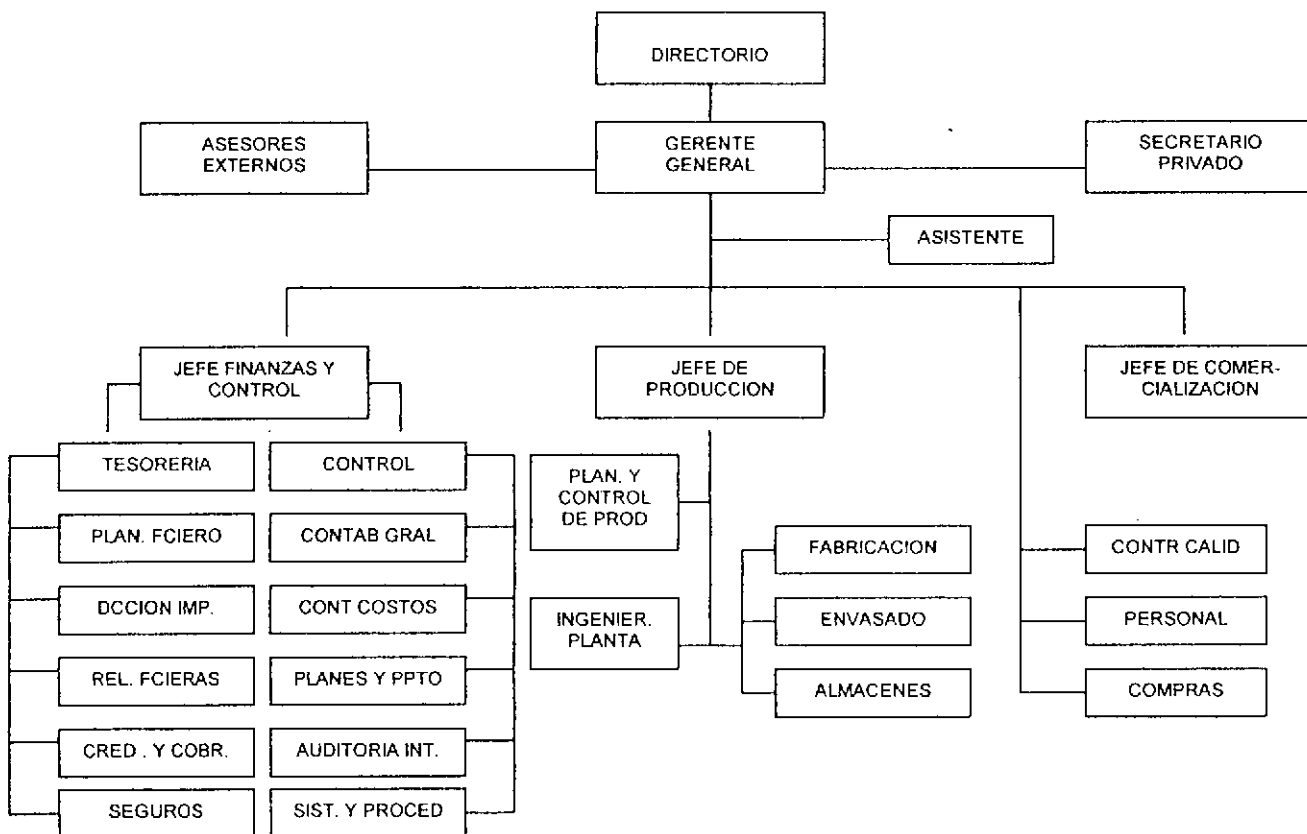 DIRECTORIO
ASESORES
EXTERNOS
GERENTE
GENERAL
SECRETARIO
PRIVADO
ASISTENTE
JEFE FINANZAS Y
CONTROL
JEFE DE
PRODUCCION
JEFE DE COMER-
CIALIZACION
TESORERIA
CONTROL
PLAN. FCIERO
CONTAB GRAL
DCCION IMP.
CONT COSTOS
REL. FCIERAS
PLANES Y PPTO
CRED . Y COBR.
AUDITORIA INT.
SEGUROS
SIST. Y PROCED
PLAN. Y
CONTROL
DE PROD
INGENIER.
PLANTA
FABRICACION
ENVASADO
ALMACENES
CONTR CALID
PERSONAL
COMPRAS